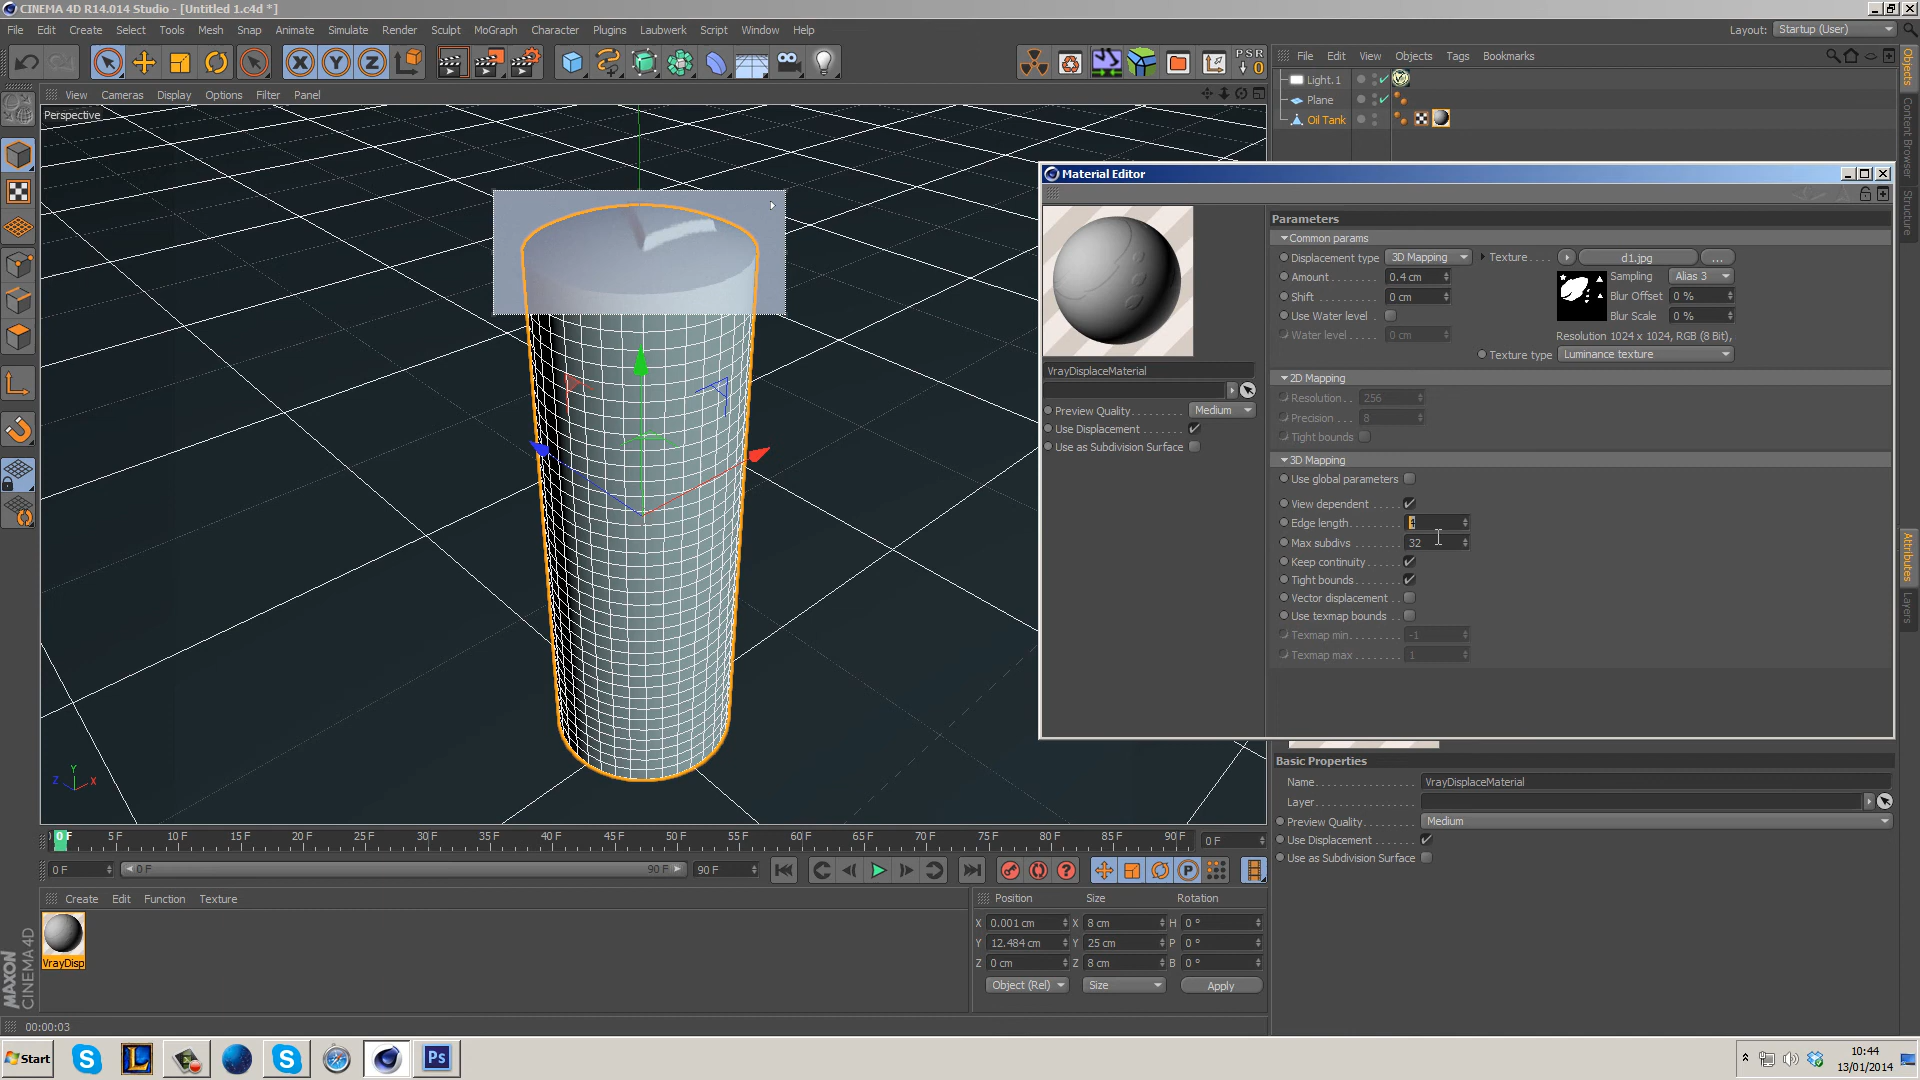 CINEMA 4D R14.014 Studio - [Untitled 1.c4d *]
File Edit Create Select Tools Mesh Snap Animate Simulate Render Sculpt MoGraph Character Plugins Laubwerk Script Window Help
Layout: Startup (User)
X Y Z
PSR
0
File Edit View Objects Tags Bookmarks
View Cameras Display Options Filter Panel
Perspective
Light.1
Plane
Oil Tank
Objects
Content Browser
Structure
Attributes
Layers
Material Editor
Parameters
Common params
Displacement type 3D Mapping Texture . . . . d1.jpg ...
Amount 0.4 cm Sampling Alias 3
Shift 0 cm Blur Offset 0 %
Use Water level Blur Scale 0 %
Water level 0 cm Resolution 1024 x 1024, RGB (8 Bit),
Texture type Luminance texture
VrayDisplaceMaterial
Preview Quality Medium
Use Displacement
Use as Subdivision Surface
2D Mapping
Resolution 256
Precision 8
Tight bounds
3D Mapping
Use global parameters
View dependent
Edge length
Max subdivs 32
Keep continuity
Tight bounds
Vector displacement
Use texmap bounds
Texmap min -1
Texmap max 1
Basic Properties
Name VrayDisplaceMaterial
Layer
Preview Quality Medium
Use Displacement
Use as Subdivision Surface
Y
Z X
0 F 5 F 10 F 15 F 20 F 25 F 30 F 35 F 40 F 45 F 50 F 55 F 60 F 65 F 70 F 75 F 80 F 85 F 90 F 0 F
0 F 0 F 90 F 90 F
Create Edit Function Texture
VrayDisp
Position Size Rotation
X 0.001 cm X 8 cm H 0 °
Y 12.484 cm Y 25 cm P 0 °
Z 0 cm Z 8 cm B 0 °
Object (Rel) Size Apply
MAXON
CINEMA 4D
00:00:03
Start
Ps
10:44
13/01/2014